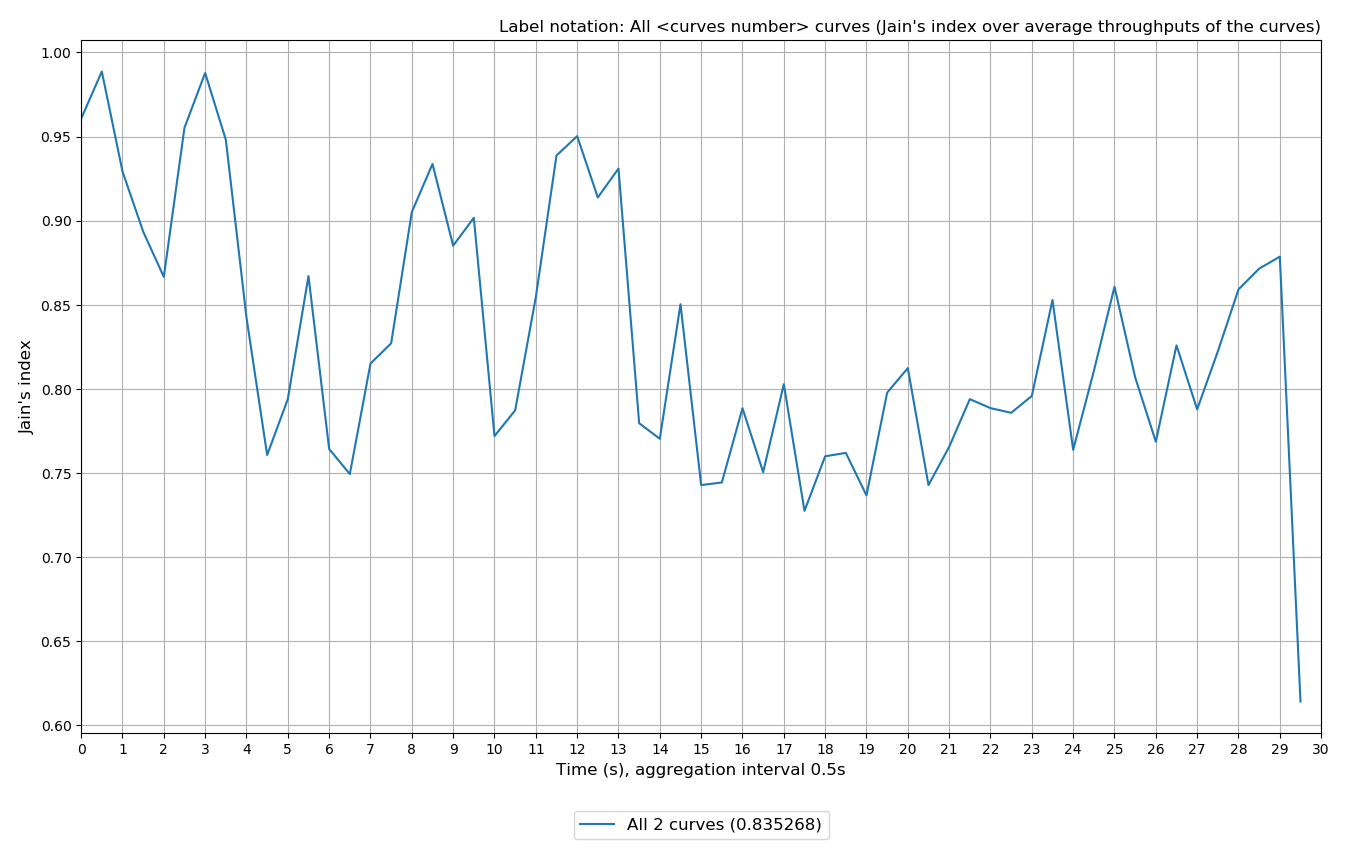 Label notation: All <curves number> curves (Jain's index over average throughputs of the curves)
1.00
0.95
0.90
0.85
0.80
0.75
0.70
0.65
0.60
Jain's index
0 1 2 3 4 5 6 7 8 9 10 11 12 13 14 15 16 17 18 19 20 21 22 23 24 25 26 27 28 29 30
Time (s), aggregation interval 0.5s
All 2 curves (0.835268)